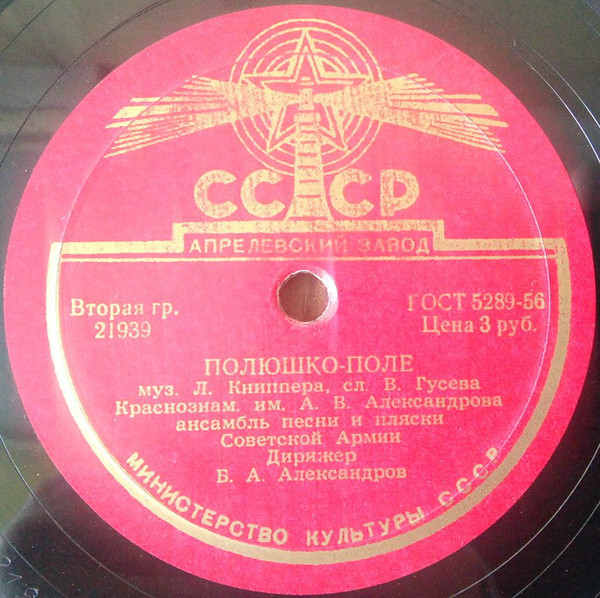 СССР
АПРЕЛЕВСКИЙ ЗАВОД
Вторая гр.
21939
ГОСТ 5289-56
Цена 3 руб.
ПОЛЮШКО-ПОЛЕ
муз. Л. Книппера, сл. В. Гусева
Краснознам. им. А. В. Александрова
ансамбль песни и пляски
Советской Армии
Дирижер
Б. А. Александров
МИНИСТЕРСТВО КУЛЬТУРЫ СССР